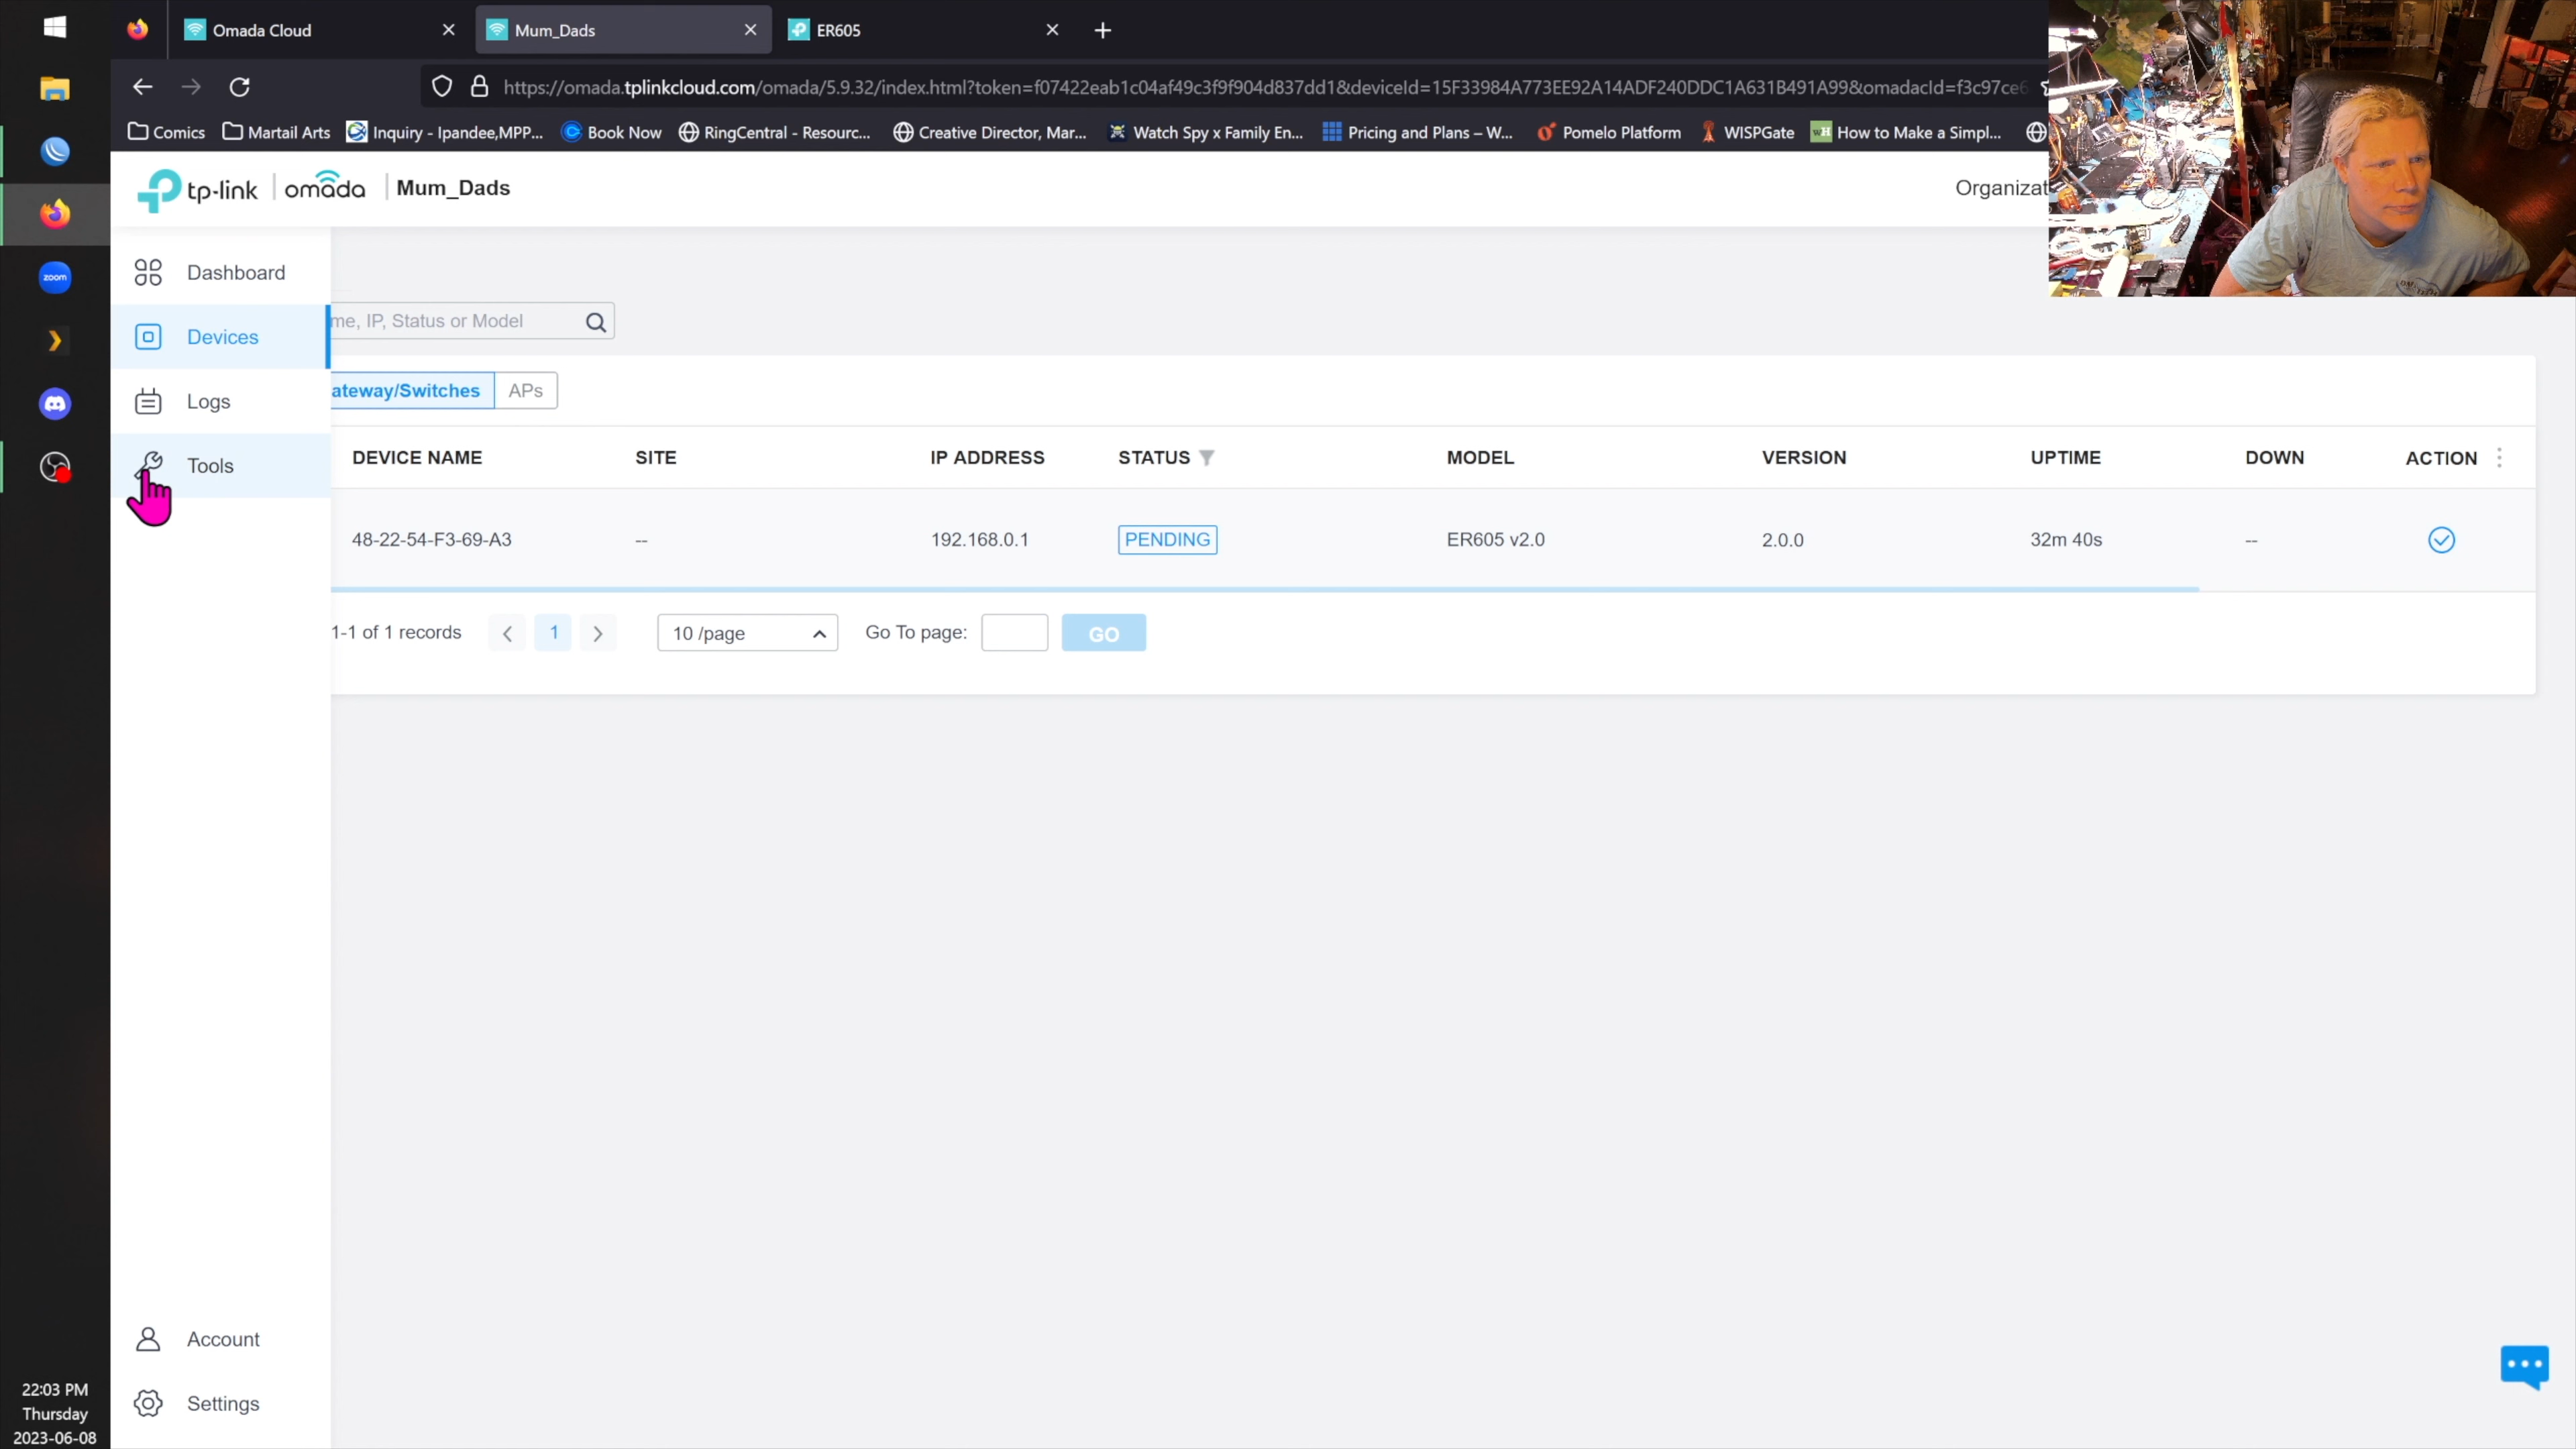 Omada Cloud
Mum_Dads
ER605
https://omada.tplinkcloud.com/omada/5.9.32/index.html?token=f07422eab1c04af49c3f9f904d837dd1&deviceId=15F33984A773EE92A14ADF240DDC1A631B491A99&omadacId=f3c97ce6
Comics
Martail Arts
Inquiry - Ipandee,MPP...
Book Now
RingCentral - Resourc...
Creative Director, Mar...
Watch Spy x Family En...
Pricing and Plans – W...
Pomelo Platform
WISPGate
wH How to Make a Simpl...
tp-link omada Mum_Dads
Organizat
zoom
Dashboard
Devices
Logs
Tools
me, IP, Status or Model
ateway/Switches APs
DEVICE NAME SITE IP ADDRESS STATUS MODEL VERSION UPTIME DOWN ACTION
48-22-54-F3-69-A3 -- 192.168.0.1 PENDING ER605 v2.0 2.0.0 32m 40s --
1-1 of 1 records 1 10 /page Go To page: GO
Account
Settings
22:03 PM
Thursday
2023-06-08